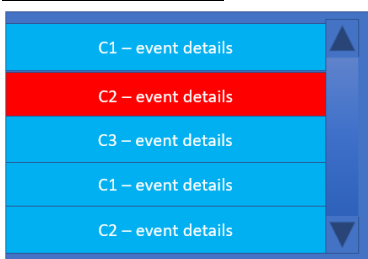 C1 – event details
C2 – event details
C3 – event details
C1 – event details
C2 – event details